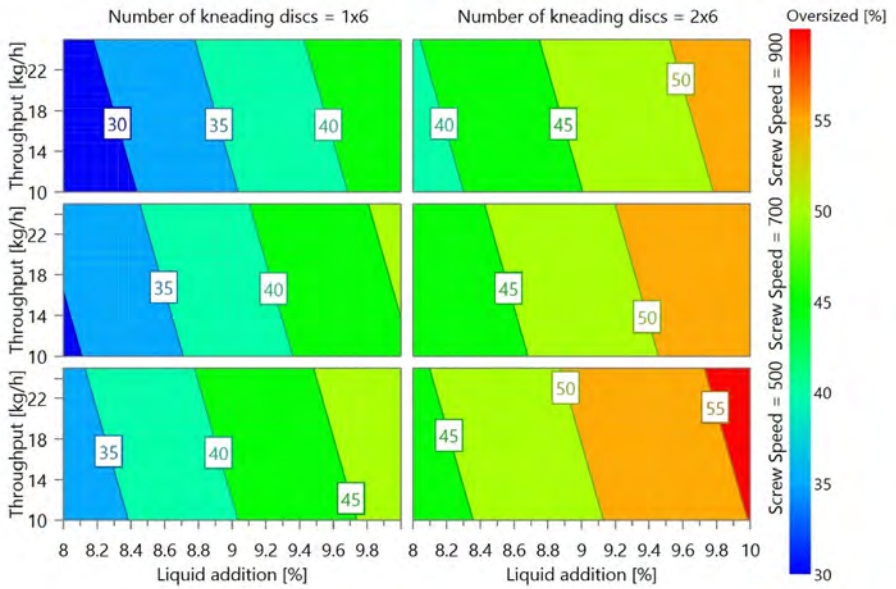 Number of kneading discs = 1x6
Number of kneading discs = 2x6
Oversized [%]
Throughput [kg/h]
22
18
14
10
30
35
40
40
45
50
Screw Speed = 900
Throughput [kg/h]
22
18
14
10
35
40
45
50
Screw Speed = 700
Throughput [kg/h]
22
18
14
10
35
40
45
45
50
55
Screw Speed = 500
55
50
45
40
35
30
8 8.2 8.4 8.6 8.8 9 9.2 9.4 9.6 9.8
8 8.2 8.4 8.6 8.8 9 9.2 9.4 9.6 9.8 10
Liquid addition [%]
Liquid addition [%]